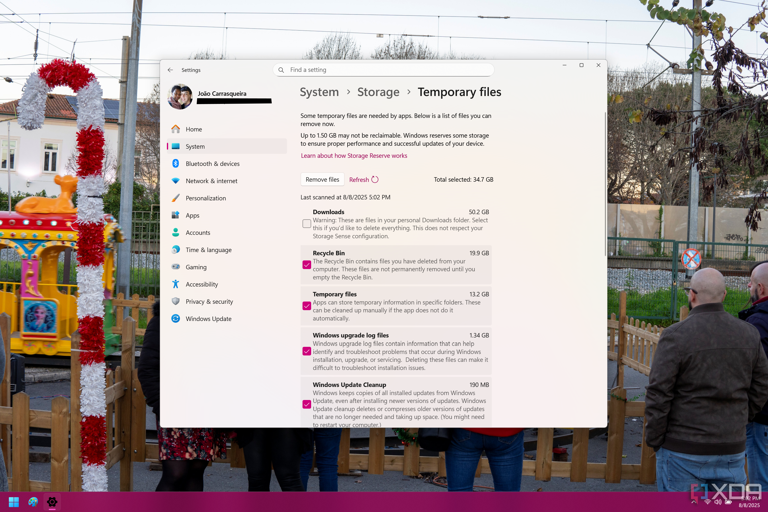 Settings
Find a setting
João Carrasqueira
Home
System
Bluetooth & devices
Network & internet
Personalization
Apps
Accounts
Time & language
Gaming
Accessibility
Privacy & security
Windows Update
System > Storage > Temporary files
Some temporary files are needed by apps. Below is a list of files you can
remove now.
Up to 1.50 GB may not be reclaimable. Windows reserves some storage
to ensure proper performance and successful updates of your device.
Learn about how Storage Reserve works
Remove files
Refresh
Total selected: 34.7 GB
Last scanned at 8/8/2025 5:02 PM
Downloads 50.2 GB
Warning: These are files in your personal Downloads folder. Select
this if you'd like to delete everything. This does not respect your
Storage Sense configuration.
Recycle Bin 19.9 GB
The Recycle Bin contains files you have deleted from your
computer. These files are not permanently removed until you
empty the Recycle Bin.
Temporary files 13.2 GB
Apps can store temporary information in specific folders. These
can be cleaned up manually if the app does not do it
automatically.
Windows upgrade log files 1.34 GB
Windows upgrade log files contain information that can help
identify and troubleshoot problems that occur during Windows
installation, upgrade, or servicing. Deleting these files can make it
difficult to troubleshoot installation issues.
Windows Update Cleanup 190 MB
Windows keeps copies of all installed updates from Windows
Update, even after installing newer versions of updates. Windows
Update cleanup deletes or compresses older versions of updates
that are no longer needed and taking up space. (You might need
to restart your computer.)
XDA
8/8/2025